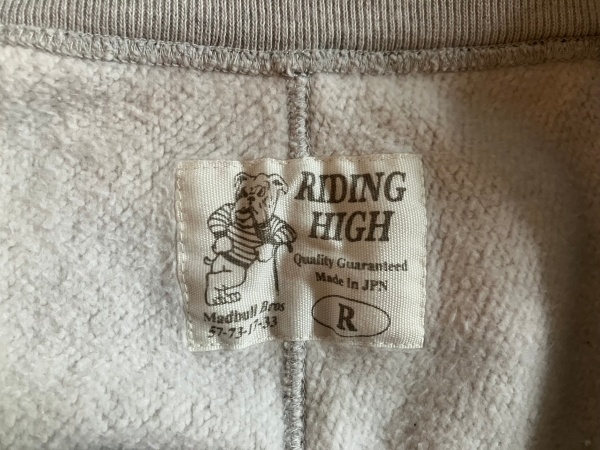 RIDING
HIGH
Quality Guaranteed
Made in JPN
Madbull Bros
57-73-17-33
R